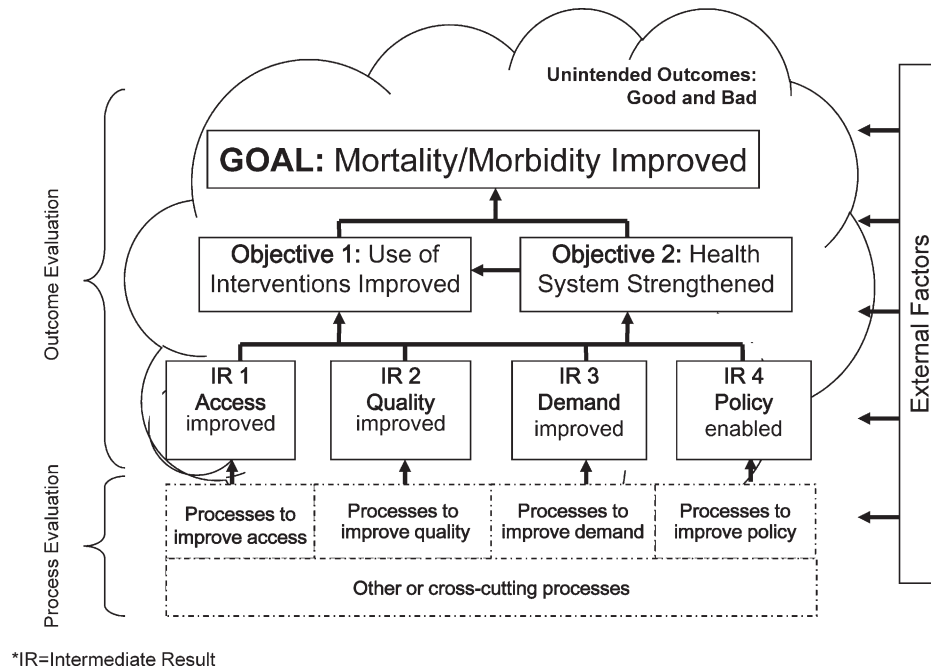 Unintended Outcomes:
Good and Bad
GOAL: Mortality/Morbidity Improved
Objective 1: Use of
Interventions Improved
Objective 2: Health
System Strengthened
IR 1
Access
improved
IR 2
Quality
improved
IR 3
Demand
improved
IR 4
Policy
enabled
Processes to
improve access
Processes to
improve quality
Processes to
improve demand
Processes to
improve policy
Other or cross-cutting processes
Outcome Evaluation
Process Evaluation
External Factors
*IR=Intermediate Result